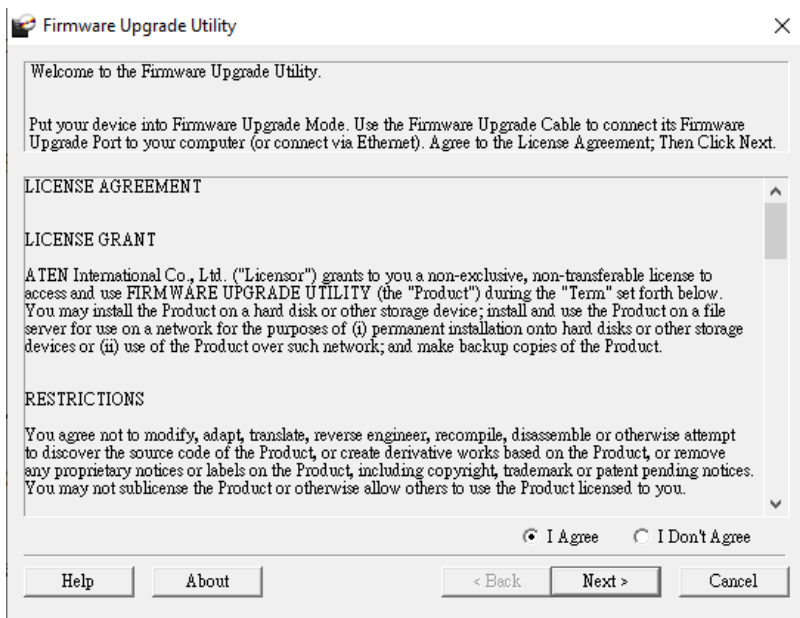 Firmware Upgrade Utility
Welcome to the Firmware Upgrade Utility.
Put your device into Firmware Upgrade Mode. Use the Firmware Upgrade Cable to connect its Firmware
Upgrade Port to your computer (or connect via Ethernet). Agree to the License Agreement; Then Click Next.
LICENSE AGREEMENT
LICENSE GRANT
ATEN International Co., Ltd. ("Licensor") grants to you a non-exclusive, non-transferable license to
access and use FIRMWARE UPGRADE UTILITY (the "Product") during the "Term" set forth below.
You may install the Product on a hard disk or other storage device; install and use the Product on a file
server for use on a network for the purposes of (i) permanent installation onto hard disks or other storage
devices or (ii) use of the Product over such network; and make backup copies of the Product.
RESTRICTIONS
You agree not to modify, adapt, translate, reverse engineer, recompile, disassemble or otherwise attempt
to discover the source code of the Product, or create derivative works based on the Product, or remove
any proprietary notices or labels on the Product, including copyright, trademark or patent pending notices.
You may not sublicense the Product or otherwise allow others to use the Product licensed to you.
I Agree I Don't Agree
Help About < Back Next > Cancel